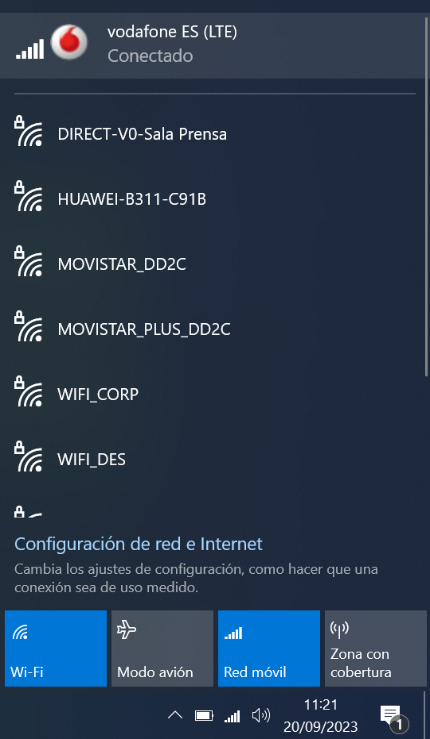 vodafone ES (LTE)
Conectado
DIRECT-V0-Sala Prensa
HUAWEI-B311-C91B
MOVISTAR_DD2C
MOVISTAR_PLUS_DD2C
WIFI_CORP
WIFI_DES
Configuración de red e Internet
Cambia los ajustes de configuración, como hacer que una
conexión sea de uso medido.
Wi-Fi
Modo avión
Red móvil
Zona con
cobertura
11:21
20/09/2023
1